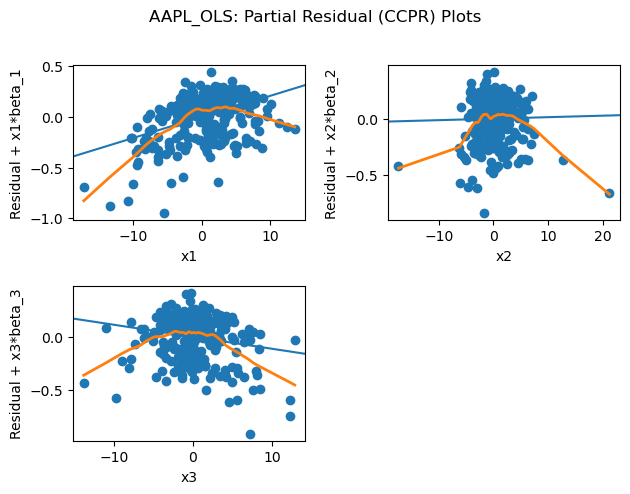 AAPL_OLS: Partial Residual (CCPR) Plots
Residual + x1*beta_1
0.5
0.0
−0.5
−1.0
−10
0
10
x1
Residual + x2*beta_2
0.0
−0.5
−10
0
10
20
x2
Residual + x3*beta_3
0.0
−0.5
−10
0
10
x3